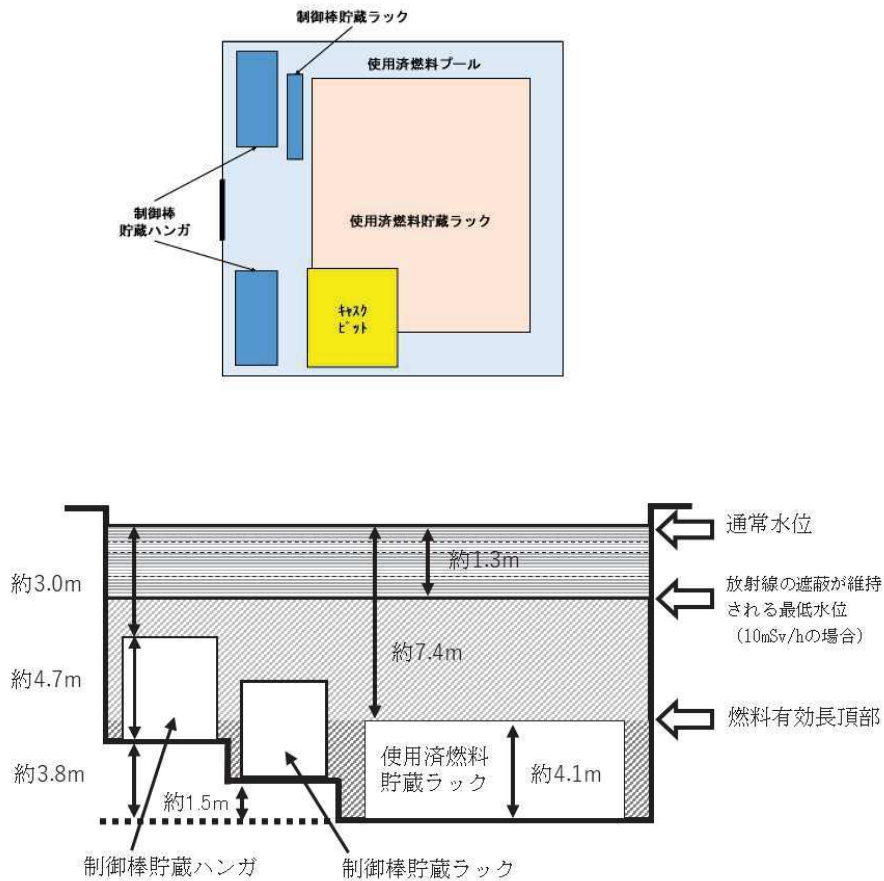 制御棒貯蔵ラック
使用済燃料プール
制御棒
貯蔵ハンガ
使用済燃料貯蔵ラック
ｷｬｽｸ
ﾋﾟｯﾄ
通常水位
約1.3m
約3.0m
放射線の遮蔽が維持
される最低水位
（10mSv/hの場合）
約7.4m
約4.7m
燃料有効長頂部
使用済燃料
貯蔵ラック
約4.1m
約3.8m
約1.5m
制御棒貯蔵ハンガ
制御棒貯蔵ラック